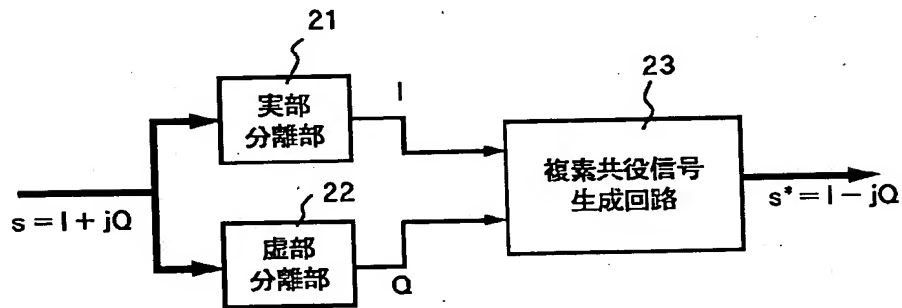 21
実部
分離部
I
23
複素共役信号
生成回路
s = I + jQ
s* = I − jQ
22
虚部
分離部
Q